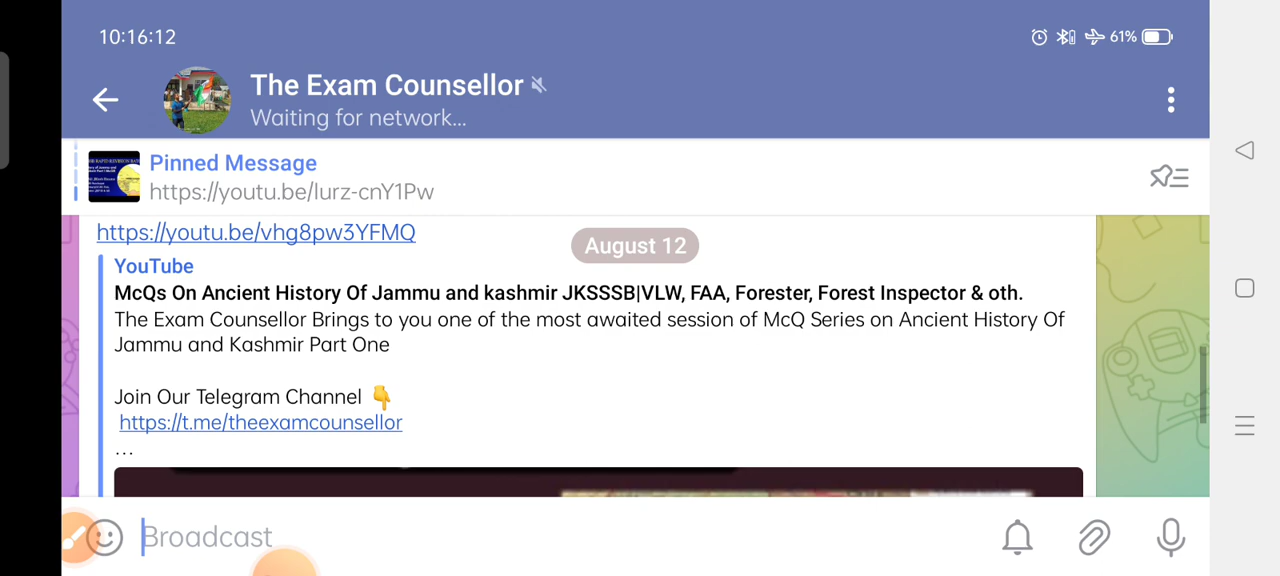 10:16:12
61%
The Exam Counsellor
Waiting for network...
Pinned Message
https://youtu.be/lurz-cnY1Pw
https://youtu.be/vhg8pw3YFMQ
August 12
YouTube
McQs On Ancient History Of Jammu and kashmir JKSSSB|VLW, FAA, Forester, Forest Inspector & oth.
The Exam Counsellor Brings to you one of the most awaited session of McQ Series on Ancient History Of
Jammu and Kashmir Part One
Join Our Telegram Channel 👇
https://t.me/theexamcounsellor
...
Broadcast